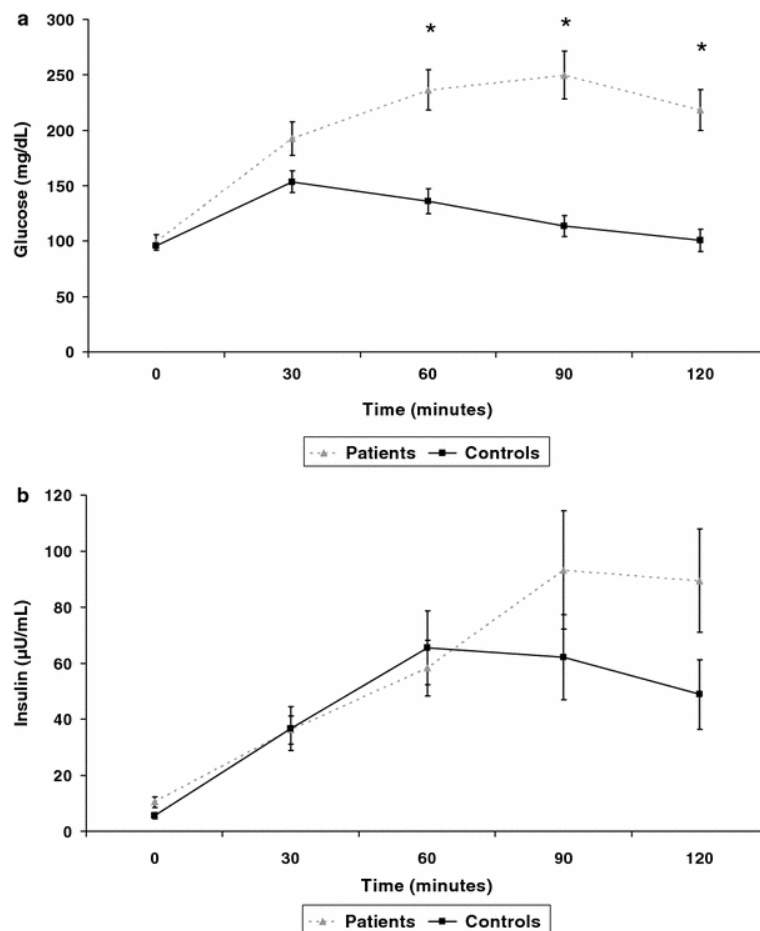 a
300
250
200
150
100
50
0
Glucose (mg/dL)
* * *
0 30 60 90 120
Time (minutes)
Patients Controls
b
120
100
80
60
40
20
0
Insulin (µU/mL)
0 30 60 90 120
Time (minutes)
Patients Controls